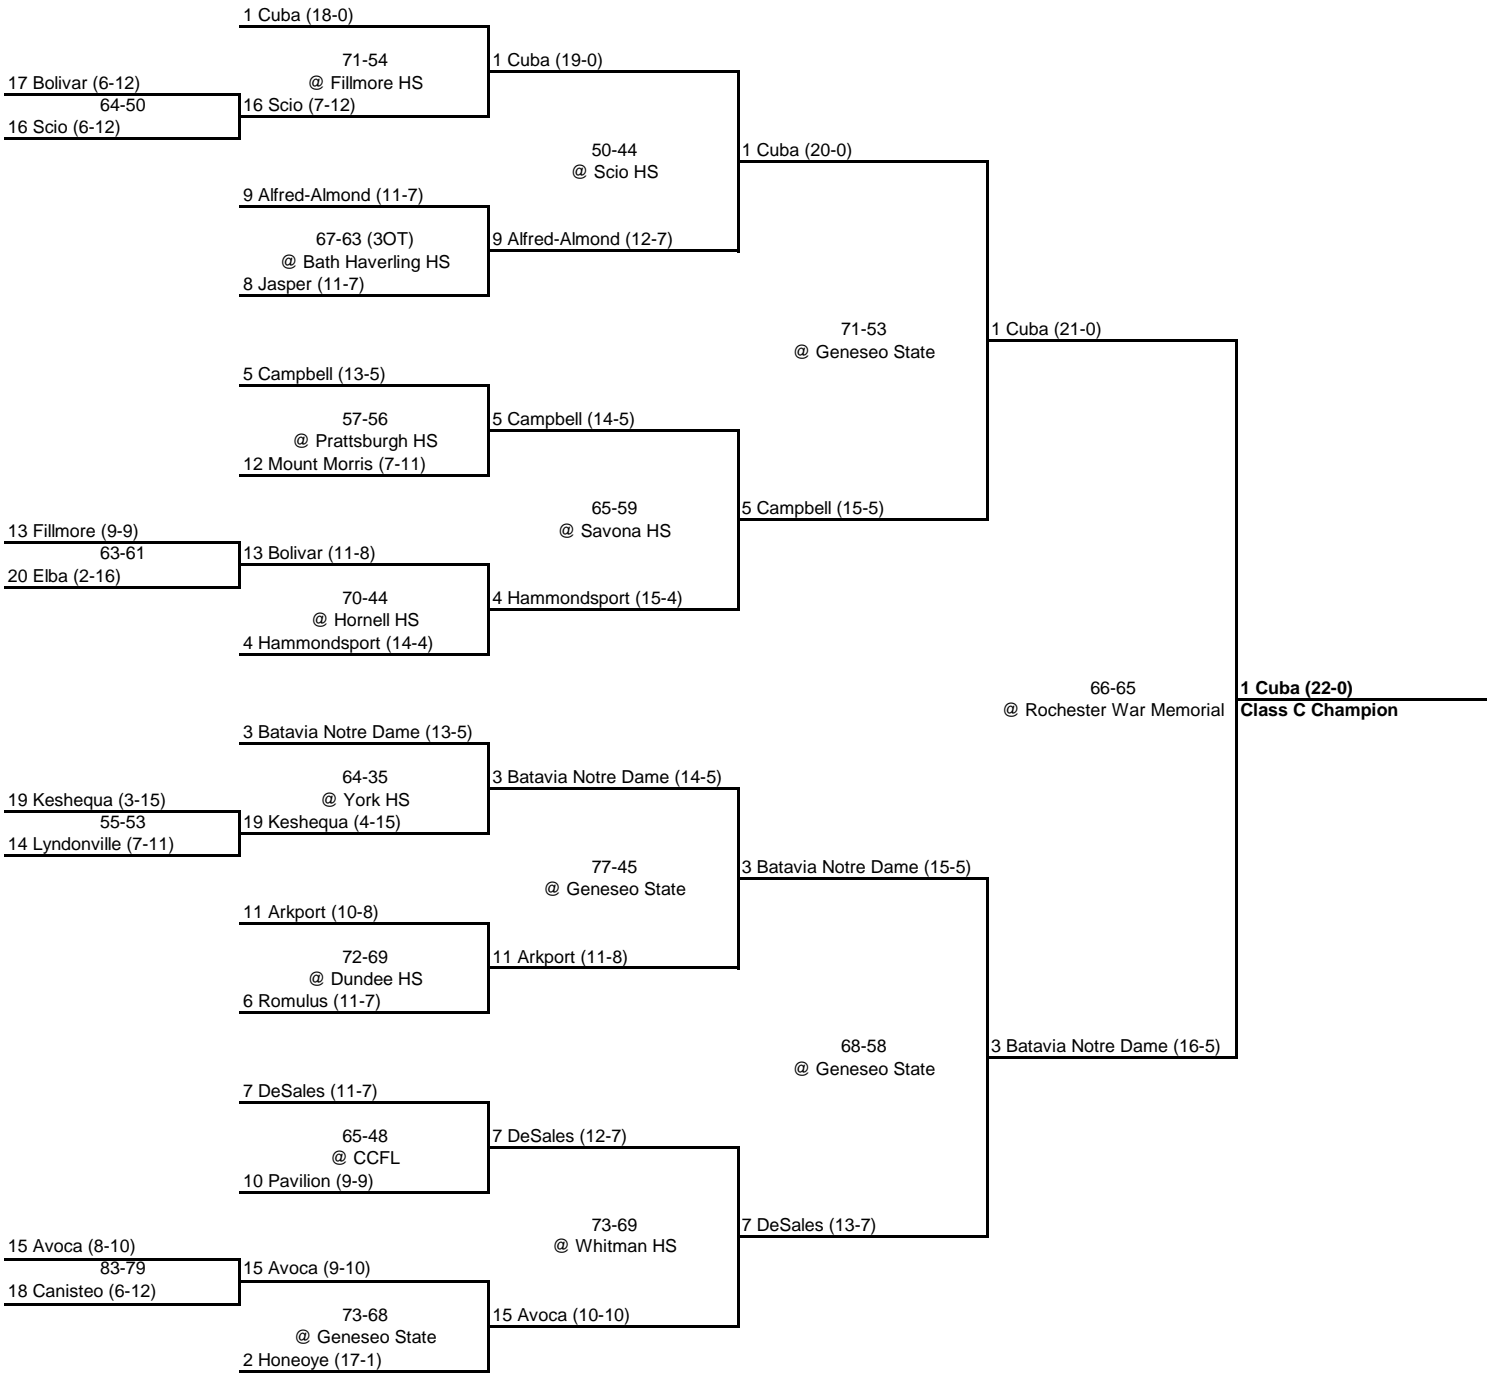 1 Cuba (18-0)
71-54
@ Fillmore HS
1 Cuba (19-0)
17 Bolivar (6-12)
64-50
16 Scio (6-12)
16 Scio (7-12)
50-44
@ Scio HS
1 Cuba (20-0)
9 Alfred-Almond (11-7)
67-63 (3OT)
@ Bath Haverling HS
8 Jasper (11-7)
9 Alfred-Almond (12-7)
71-53
@ Geneseo State
1 Cuba (21-0)
5 Campbell (13-5)
57-56
@ Prattsburgh HS
12 Mount Morris (7-11)
5 Campbell (14-5)
65-59
@ Savona HS
5 Campbell (15-5)
13 Fillmore (9-9)
63-61
20 Elba (2-16)
13 Bolivar (11-8)
70-44
@ Hornell HS
4 Hammondsport (14-4)
4 Hammondsport (15-4)
66-65
@ Rochester War Memorial
1 Cuba (22-0)
Class C Champion
3 Batavia Notre Dame (13-5)
64-35
@ York HS
3 Batavia Notre Dame (14-5)
19 Keshequa (3-15)
55-53
14 Lyndonville (7-11)
19 Keshequa (4-15)
77-45
@ Geneseo State
3 Batavia Notre Dame (15-5)
11 Arkport (10-8)
72-69
@ Dundee HS
6 Romulus (11-7)
11 Arkport (11-8)
68-58
@ Geneseo State
3 Batavia Notre Dame (16-5)
7 DeSales (11-7)
65-48
@ CCFL
10 Pavilion (9-9)
7 DeSales (12-7)
73-69
@ Whitman HS
7 DeSales (13-7)
15 Avoca (8-10)
83-79
18 Canisteo (6-12)
15 Avoca (9-10)
73-68
@ Geneseo State
2 Honeoye (17-1)
15 Avoca (10-10)